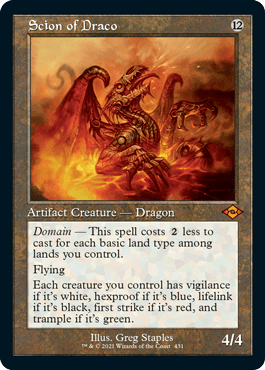 Scion of Draco 12
Artifact Creature — Dragon
Domain — This spell costs 2 less to
cast for each basic land type among
lands you control.
Flying
Each creature you control has vigilance
if it's white, hexproof if it's blue, lifelink
if it's black, first strike if it's red, and
trample if it's green.
Illus. Greg Staples
™ & © 2021 Wizards of the Coast 431
4/4